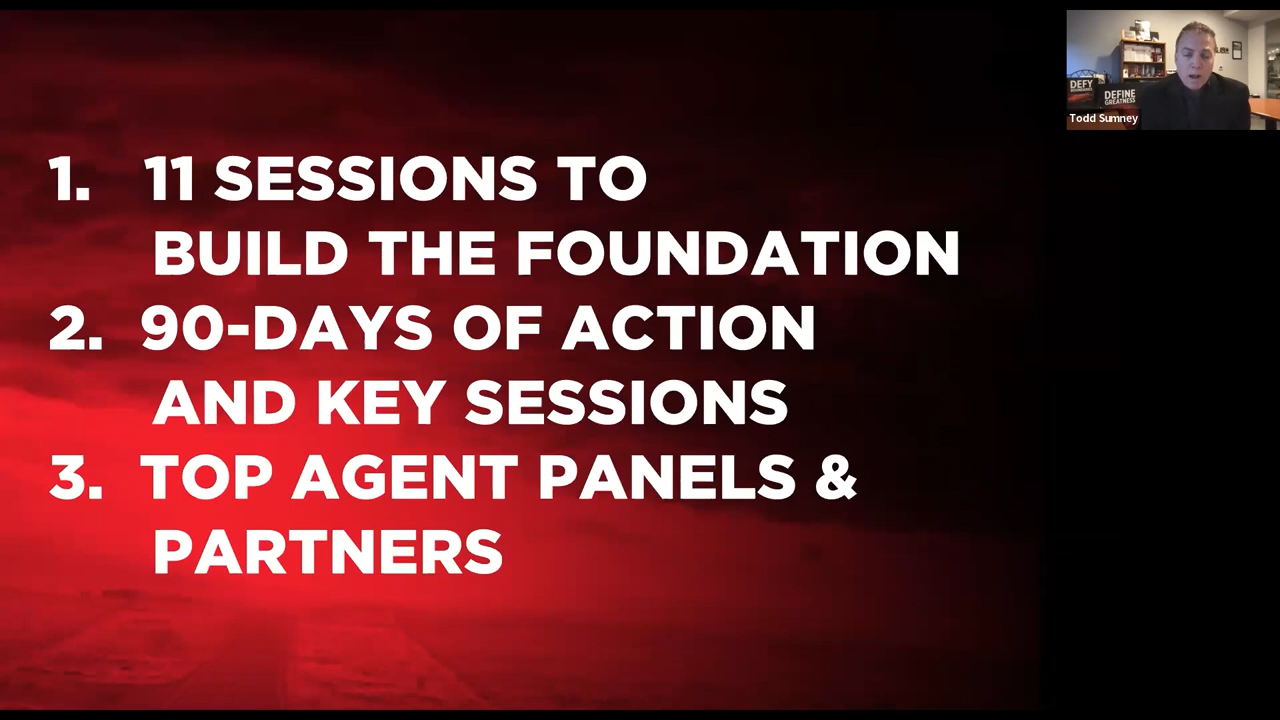 1. 11 SESSIONS TO
BUILD THE FOUNDATION
2. 90-DAYS OF ACTION
AND KEY SESSIONS
3. TOP AGENT PANELS &
PARTNERS
DEFY
DEFINE
GREATNESS
Todd Sumney